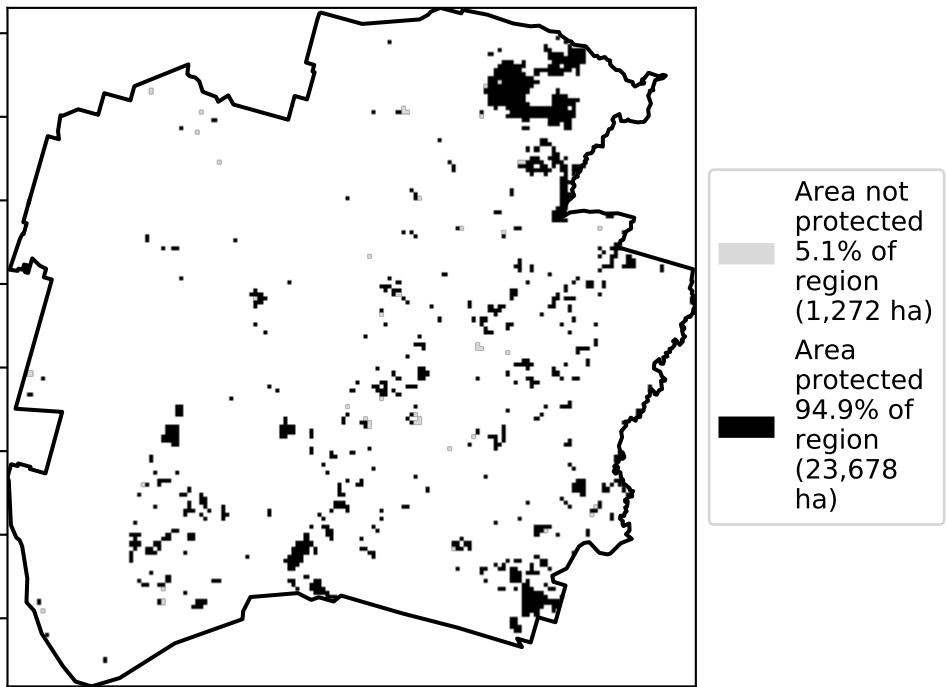 Area not
protected
5.1% of
region
(1,272 ha)
Area
protected
94.9% of
region
(23,678
ha)